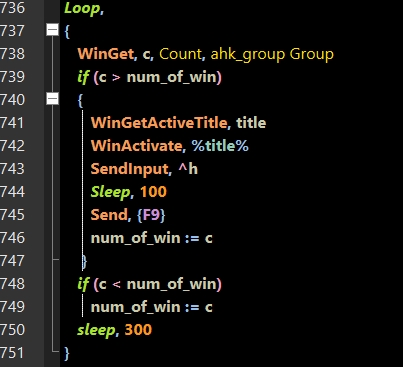 736 Loop,
737 {
738 WinGet, c, Count, ahk_group Group
739 if (c > num_of_win)
740 {
741 WinGetActiveTitle, title
742 WinActivate, %title%
743 SendInput, ^h
744 Sleep, 100
745 Send, {F9}
746 num_of_win := c
747 }
748 if (c < num_of_win)
749 num_of_win := c
750 sleep, 300
751 }